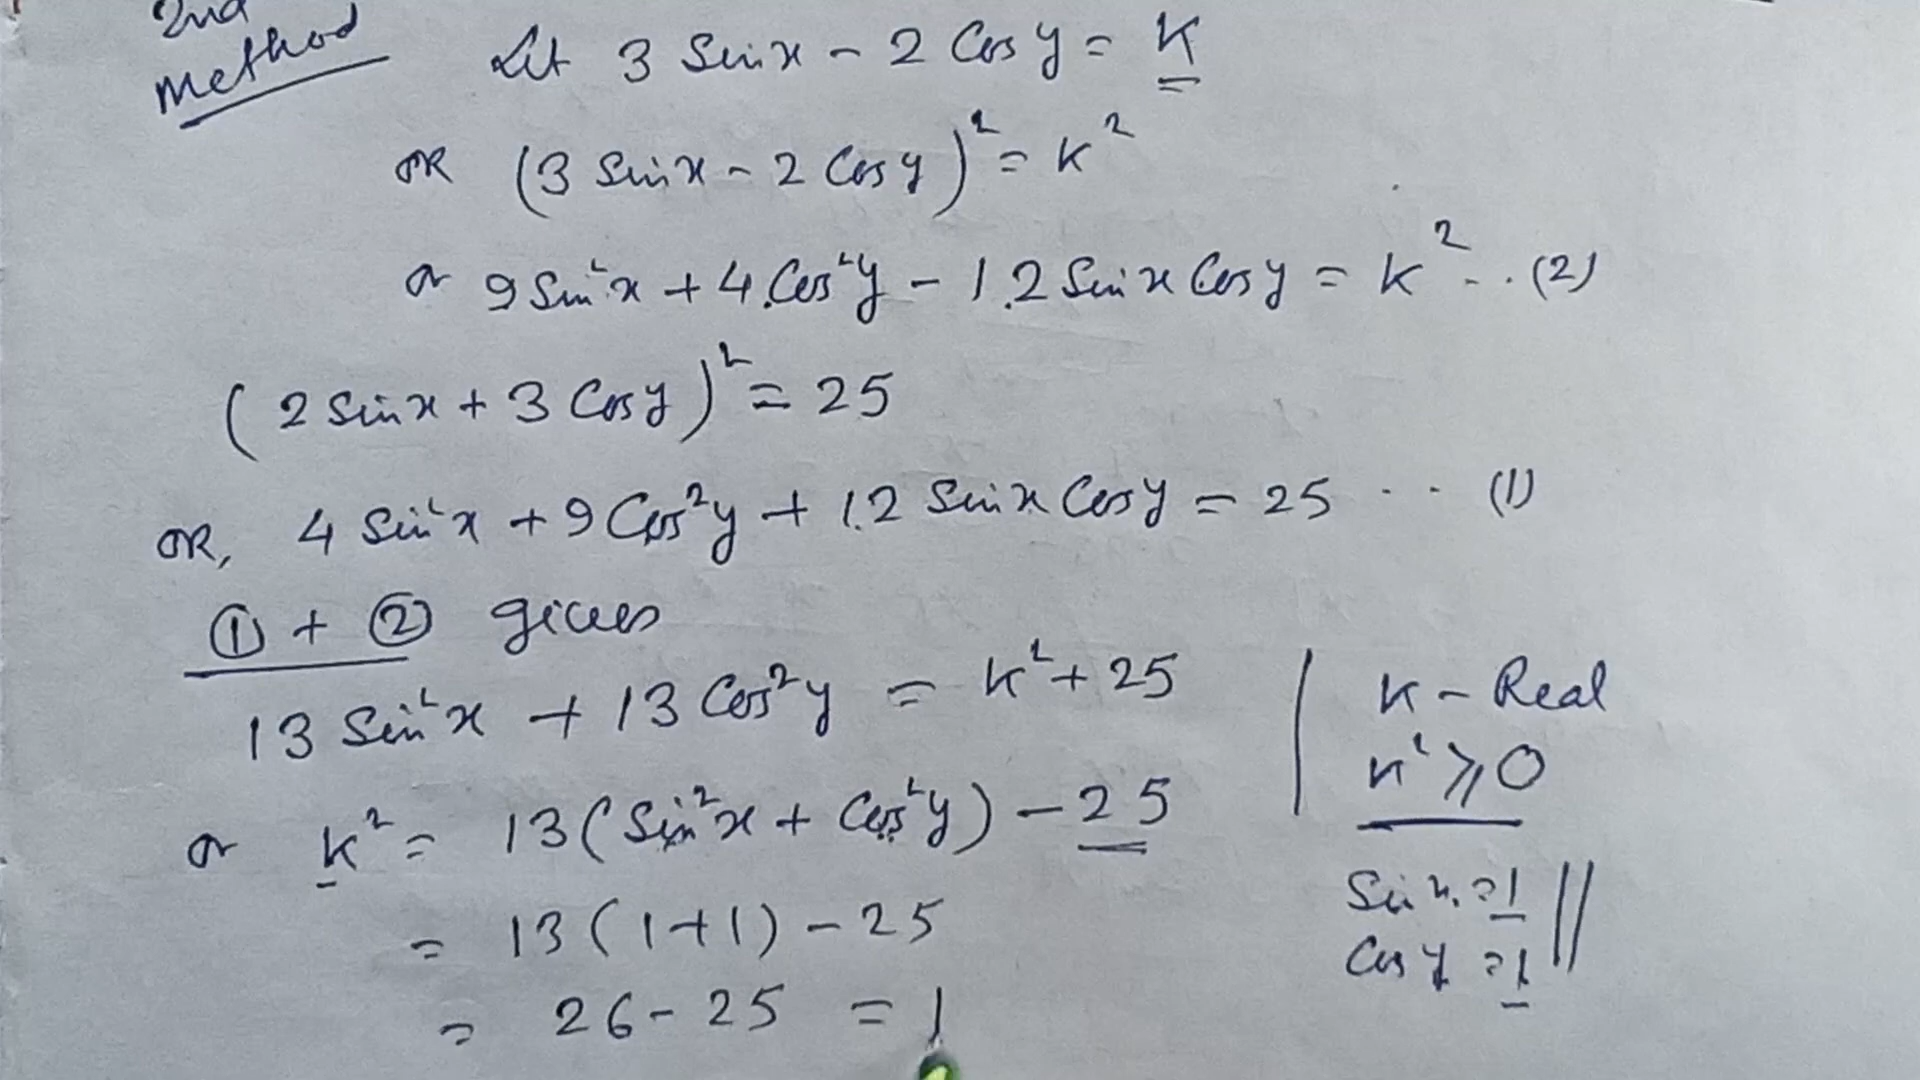 2nd Method
Let 3 Sin x - 2 Cos y = K
OR (3 Sin x - 2 Cos y)² = K²
or 9 Sin²x + 4 Cos²y - 12 Sin x Cos y = K² ... (2)
(2 Sin x + 3 Cos y)² = 25
OR, 4 Sin²x + 9 Cos²y + 12 Sin x Cos y = 25 ... (1)
① + ② gives
13 Sin²x + 13 Cos²y = K² + 25
or K² = 13 (Sin²x + Cos²y) - 25
= 13 (1+1) - 25
= 26 - 25 = 1
K - Real
K² ⩾ 0
Sin x = 1
Cos y = 1